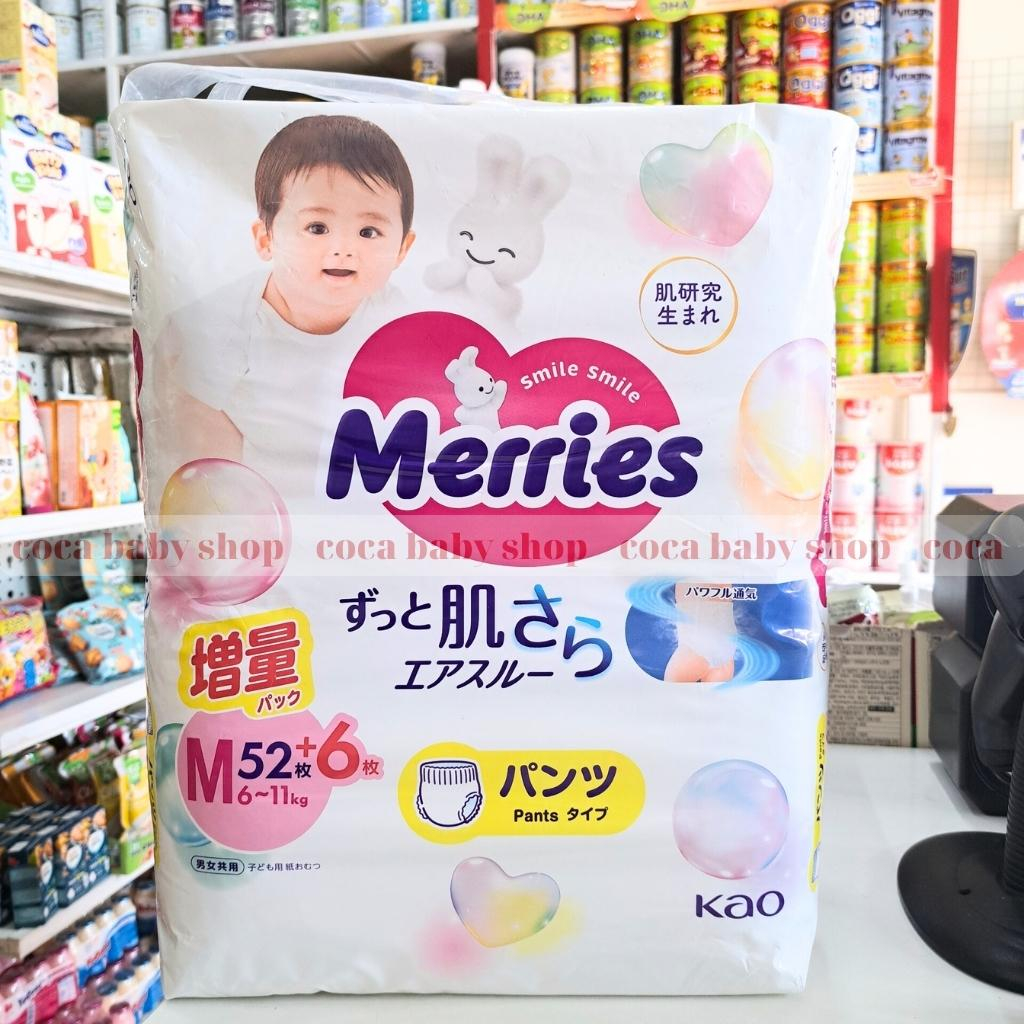 肌研究
生まれ
smile smile
Merries
coca baby shop coca baby shop coca baby shop coca
ずっと肌さら
エアスルー
パワフル通気
増量
パック
M52枚+6枚
6~11kg
パンツ
Pants タイプ
男女共用 子ども用 紙おむつ
Kao